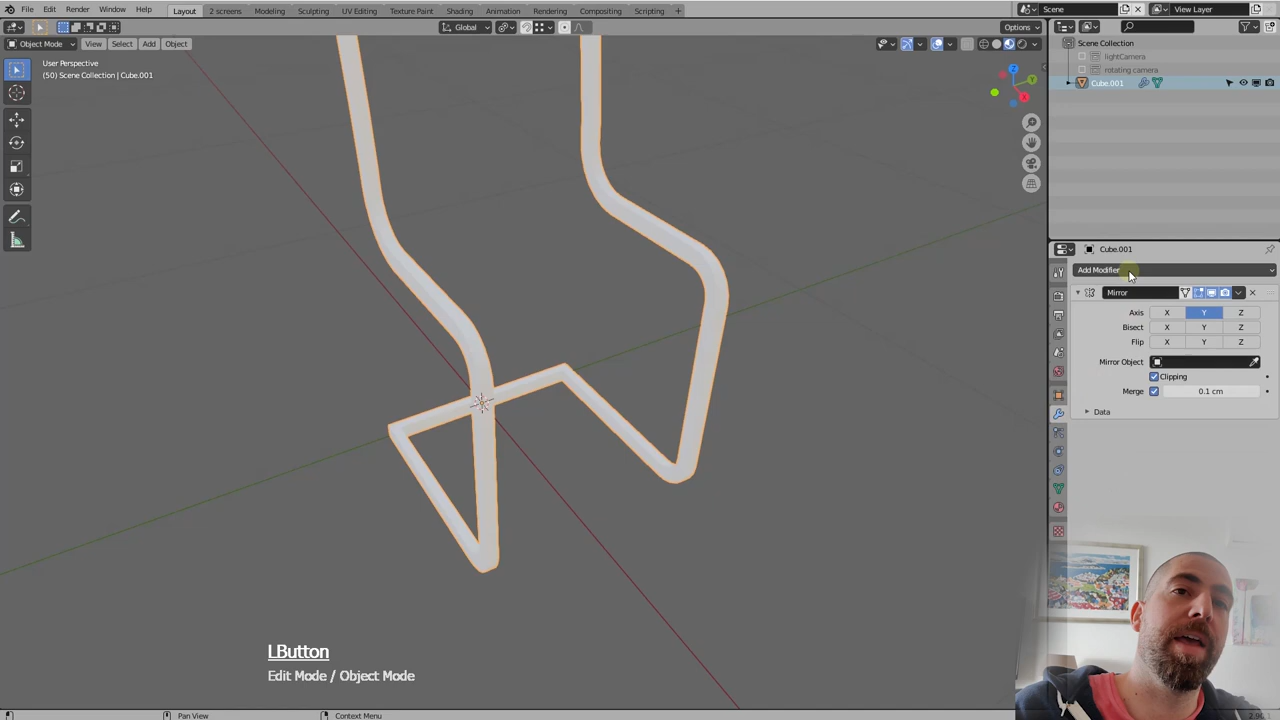 File Edit Render Window Help
Layout 2 screens Modeling Sculpting UV Editing Texture Paint Shading Animation Rendering Compositing Scripting +
Scene
View Layer
Global
Options
Object Mode View Select Add Object
User Perspective
(50) Scene Collection | Cube.001
Z
Y
X
Scene Collection
lightCamera
rotating camera
Cube.001
Cube.001
Add Modifier
Mirror
Axis X Y Z
Bisect X Y Z
Flip X Y Z
Mirror Object
Clipping
Merge 0.1 cm
Data
LButton
Edit Mode / Object Mode
Pan View
Context Menu